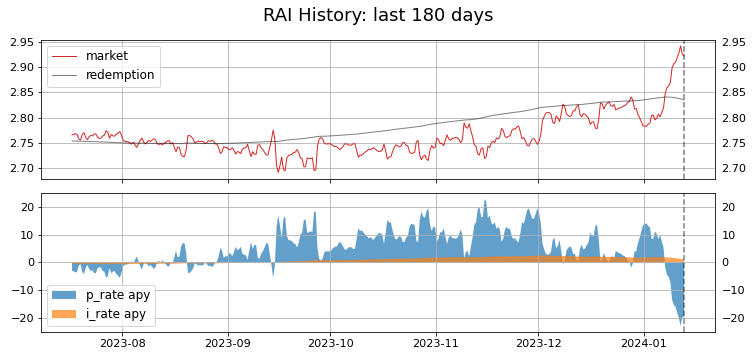 RAI History: last 180 days
2.95 2.95
market
redemption
2.90 2.90
2.85 2.85
2.80 2.80
2.75 2.75
2.70 2.70
20 20
10 10
0 0
−10 −10
p_rate apy
i_rate apy
−20 −20
2023-08 2023-09 2023-10 2023-11 2023-12 2024-01